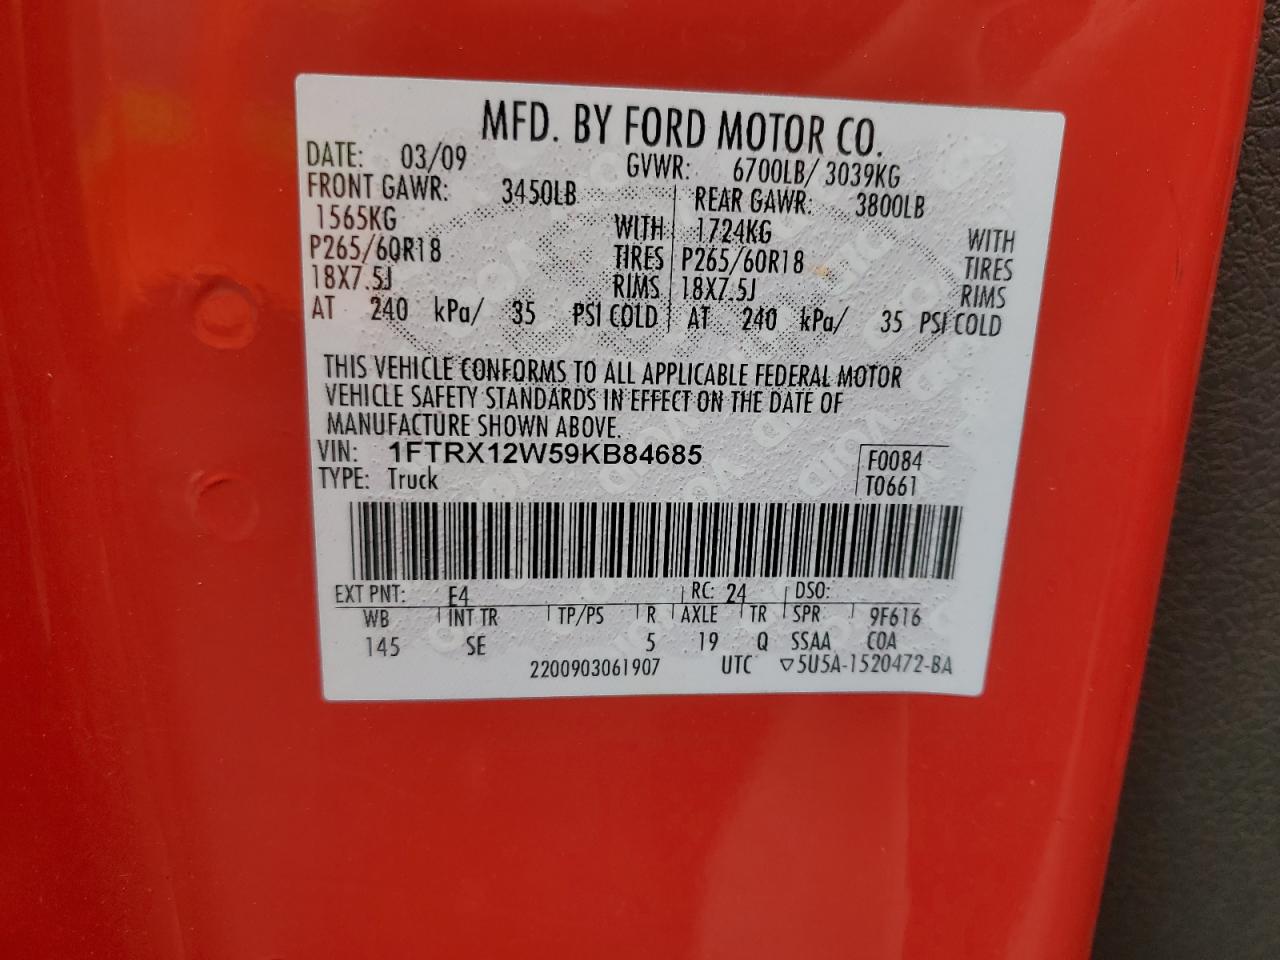 MFD. BY FORD MOTOR CO.
DATE: 03/09 GVWR: 6700LB/ 3039KG
FRONT GAWR: 3450LB REAR GAWR: 3800LB
1565KG WITH 1724KG WITH
P265/60R18 TIRES P265/60R18 TIRES
18X7.5J RIMS 18X7.5J RIMS
AT 240 kPa/ 35 PSI COLD AT 240 kPa/ 35 PSI COLD
THIS VEHICLE CONFORMS TO ALL APPLICABLE FEDERAL MOTOR
VEHICLE SAFETY STANDARDS IN EFFECT ON THE DATE OF
MANUFACTURE SHOWN ABOVE.
VIN: 1FTRX12W59KB84685 F0084
TYPE: Truck T0661
EXT PNT: E4 RC: 24 DSO:
WB INT TR TP/PS R AXLE TR SPR 9F616
145 SE 5 19 Q SSAA COA
2200903061907 UTC ▽5U5A-1520472-BA